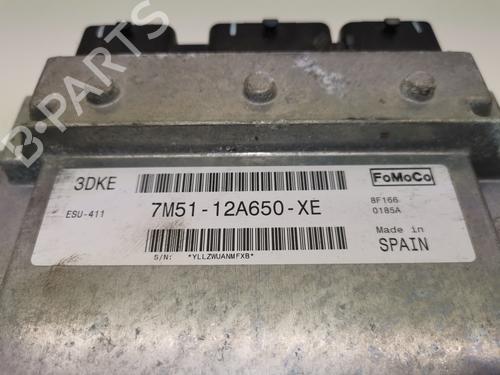 B-PARTS
3DKE
FoMoCo
ESU-411
7M51-12A650-XE
8F166
0185A
Made in
SPAIN
S/N: *YLLZWUANMFXB*